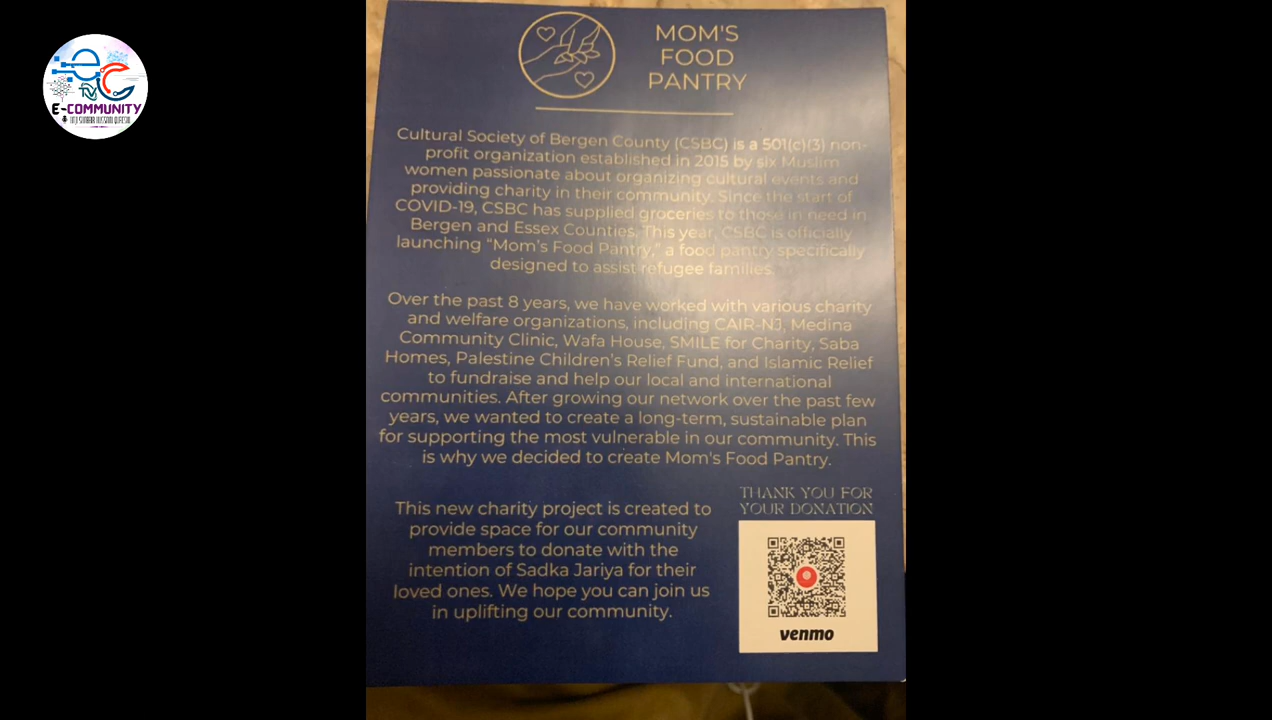 E-COMMUNITY
MOM'S
FOOD
PANTRY
Cultural Society of Bergen County (CSBC) is a 501(c)(3) non-
profit organization established in 2015 by six Muslim
women passionate about organizing cultural events and
providing charity in their community. Since the start of
COVID-19, CSBC has supplied groceries to those in need in
Bergen and Essex Counties. This year, CSBC is officially
launching “Mom’s Food Pantry,” a food pantry specifically
designed to assist refugee families.
Over the past 8 years, we have worked with various charity
and welfare organizations, including CAIR-NJ, Medina
Community Clinic, Wafa House, SMILE for Charity, Saba
Homes, Palestine Children’s Relief Fund, and Islamic Relief
to fundraise and help our local and international
communities. After growing our network over the past few
years, we wanted to create a long-term, sustainable plan
for supporting the most vulnerable in our community. This
is why we decided to create Mom's Food Pantry.
This new charity project is created to
provide space for our community
members to donate with the
intention of Sadka Jariya for their
loved ones. We hope you can join us
in uplifting our community.
THANK YOU FOR
YOUR DONATION
venmo